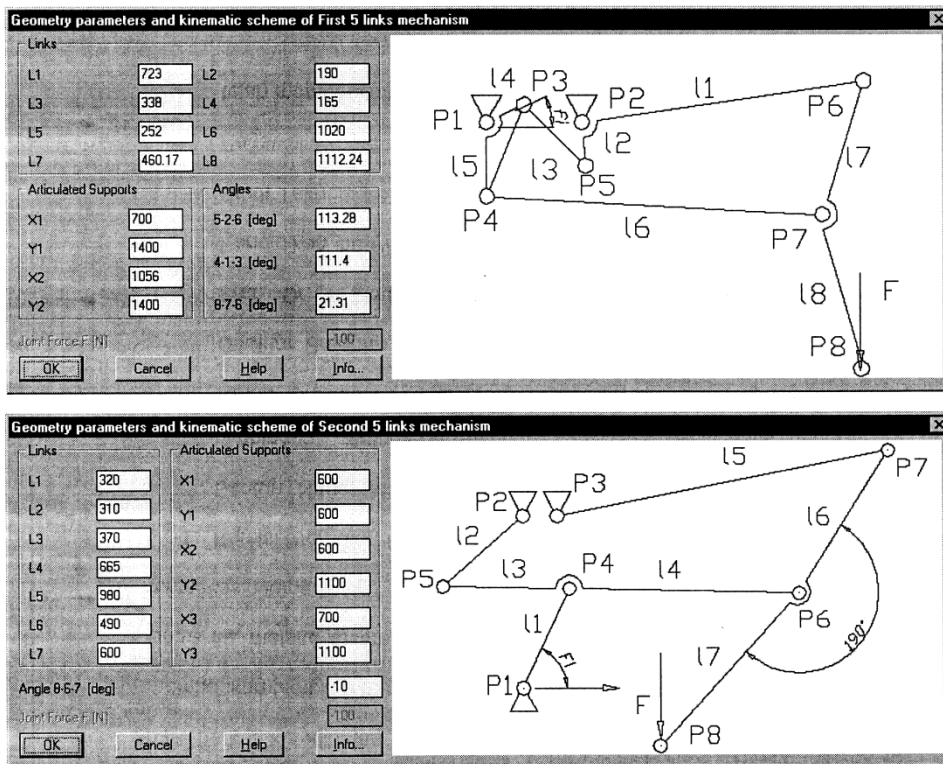 Geometry parameters and kinematic scheme of First 5 links mechanism
Links
L1 723 L2 190
L3 338 L4 165
L5 252 L6 1020
L7 460.17 L8 1112.24
Articulated Supports
X1 700
Y1 1400
X2 1056
Y2 1400
Angles
5-2-6 [deg] 113.28
4-1-3 [deg] 111.4
8-7-6 [deg] 21.31
Joint Force F [N] -100
OK Cancel Help Info...
l4 P3 P2 l1 P6
P1
l5 l3 l2 l7
P5
P4 l6 P7
l8 F
P8
Geometry parameters and kinematic scheme of Second 5 links mechanism
Links
L1 320
L2 310
L3 370
L4 665
L5 980
L6 490
L7 600
Articulated Supports
X1 600
Y1 600
X2 600
Y2 1100
X3 700
Y3 1100
Angle 8-6-7 [deg] -10
Joint Force F [N] -100
OK Cancel Help Info...
l5 P7
P2 P3
l2 l6
P5 l3 P4 l4
l1 P6
190°
F1 l7
P1 F
P8